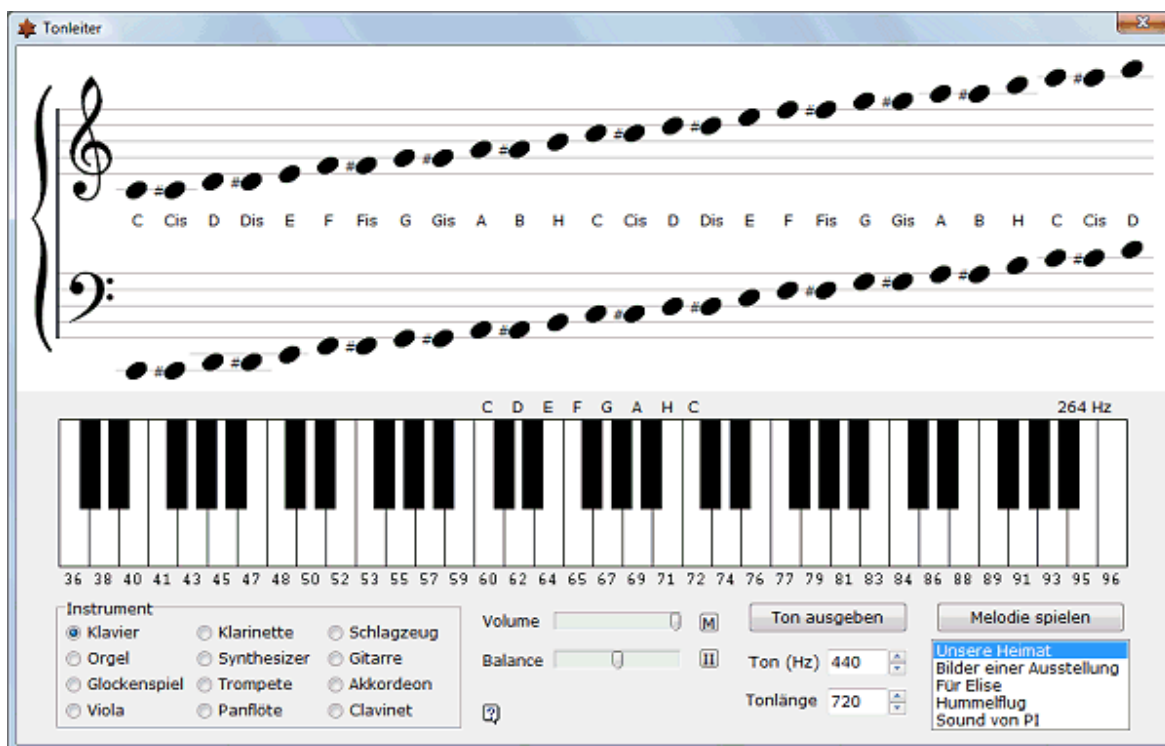 Tonleiter
# # # # # # # # # # #
C Cis D Dis E F Fis G Gis A B H C Cis D Dis E F Fis G Gis A B H C Cis D
# # # # # # # # # # #
C D E F G A H C 264 Hz
36 38 40 41 43 45 47 48 50 52 53 55 57 59 60 62 64 65 67 69 71 72 74 76 77 79 81 83 84 86 88 89 91 93 95 96
Instrument
Klavier Klarinette Schlagzeug
Orgel Synthesizer Gitarre
Glockenspiel Trompete Akkordeon
Viola Panflöte Clavinet
Volume M
Balance II
?
Ton ausgeben
Ton (Hz) 440
Tonlänge 720
Melodie spielen
Unsere Heimat
Bilder einer Ausstellung
Für Elise
Hummelflug
Sound von PI